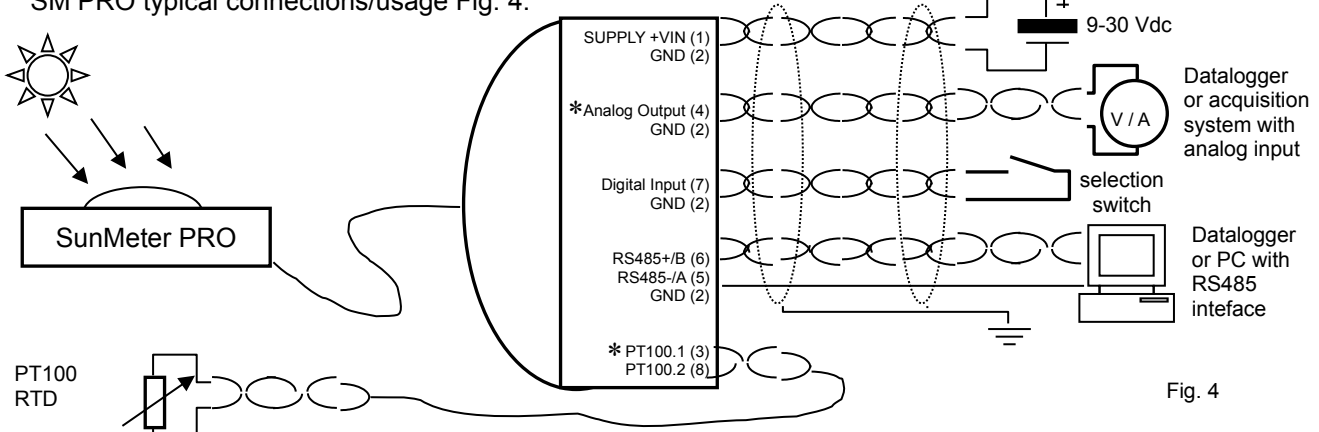 SM PRO typical connections/usage Fig. 4:
SUPPLY +VIN (1)
GND (2)
9-30 Vdc
+
*Analog Output (4)
GND (2)
V / A
Datalogger
or acquisition
system with
analog input
Digital Input (7)
GND (2)
selection
switch
SunMeter PRO
RS485+/B (6)
RS485-/A (5)
GND (2)
Datalogger
or PC with
RS485
inteface
* PT100.1 (3)
PT100.2 (8)
PT100
RTD
Fig. 4